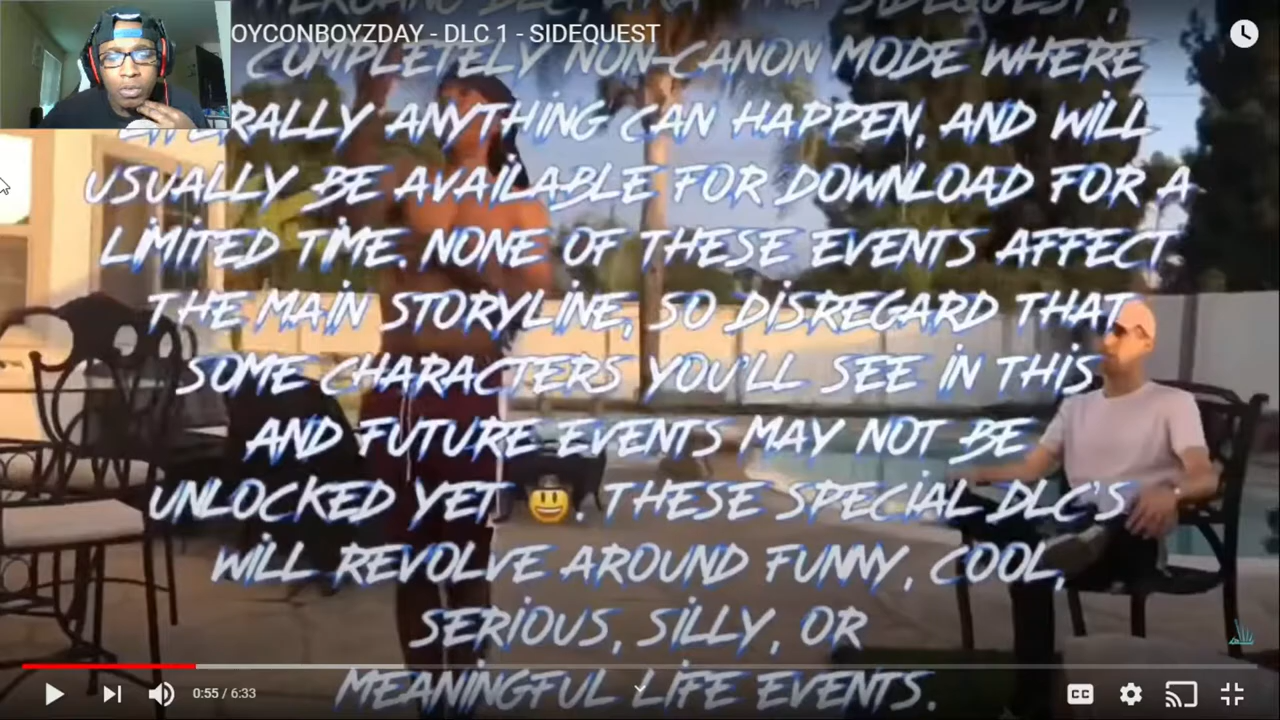 OYCONBOYZDAY - DLC 1 - SIDEQUEST
COMPLETELY NON-CANON MODE WHERE
ANYTHING CAN HAPPEN, AND WILL
USUALLY BE AVAILABLE FOR DOWNLOAD FOR A
LIMITED TIME. NONE OF THESE EVENTS AFFECT
THE MAIN STORYLINE, SO DISREGARD THAT
SOME CHARACTERS YOU'LL SEE IN THIS
AND FUTURE EVENTS MAY NOT BE
UNLOCKED YET 😃. THESE SPECIAL DLC'S
WILL REVOLVE AROUND FUNNY, COOL,
SERIOUS, SILLY, OR
MEANINGFUL LIFE EVENTS.
0:55 / 6:33
CC